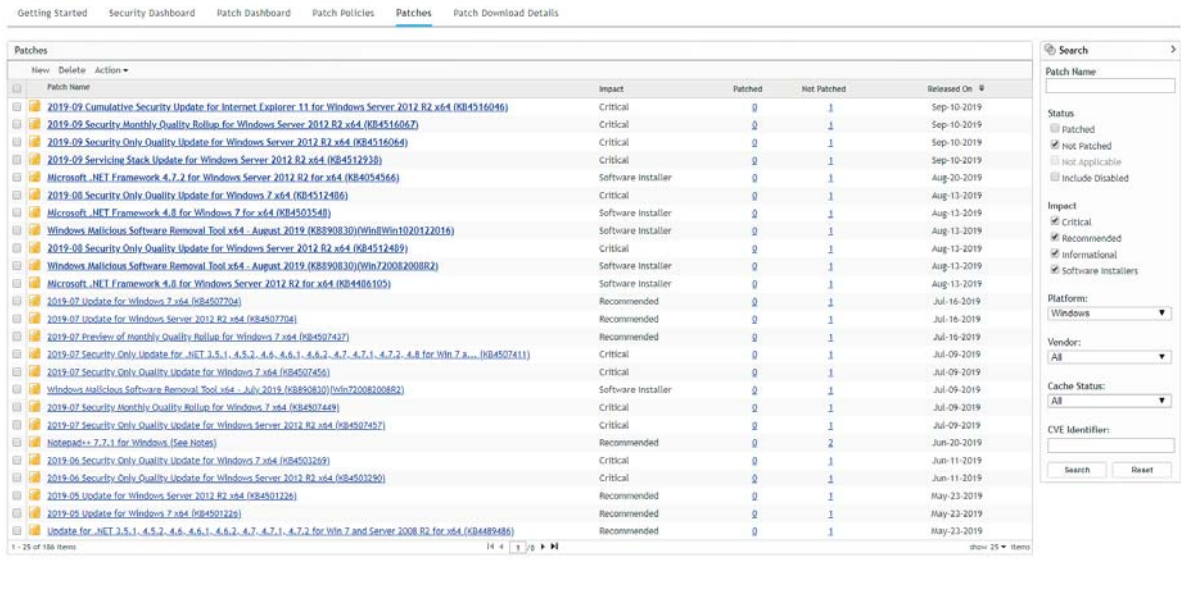 Getting Started Security Dashboard Patch Dashboard Patch Policies Patches Patch Download Details
Patches
New Delete Action
Patch Name Impact Patched Not Patched Released On
2019-09 Cumulative Security Update for Internet Explorer 11 for Windows Server 2012 R2 x64 (KB4516046) Critical 0 1 Sep-10-2019
2019-09 Security Monthly Quality Rollup for Windows Server 2012 R2 x64 (KB4516067) Critical 0 1 Sep-10-2019
2019-09 Security Only Quality Update for Windows Server 2012 R2 x64 (KB4516064) Critical 0 1 Sep-10-2019
2019-09 Servicing Stack Update for Windows Server 2012 R2 x64 (KB4512938) Critical 0 1 Sep-10-2019
Microsoft .NET Framework 4.7.2 for Windows Server 2012 R2 for x64 (KB4054566) Software Installer 0 1 Aug-20-2019
2019-08 Security Only Quality Update for Windows 7 x64 (KB4512486) Critical 0 1 Aug-13-2019
Microsoft .NET Framework 4.8 for Windows 7 for x64 (KB4503548) Software Installer 0 1 Aug-13-2019
Windows Malicious Software Removal Tool x64 - August 2019 (KB890830)(Win8Win1020122016) Software Installer 0 1 Aug-13-2019
2019-08 Security Only Quality Update for Windows Server 2012 R2 x64 (KB4512489) Critical 0 1 Aug-13-2019
Windows Malicious Software Removal Tool x64 - August 2019 (KB890830)(Win720082008R2) Software Installer 0 1 Aug-13-2019
Microsoft .NET Framework 4.8 for Windows Server 2012 R2 for x64 (KB4486105) Software Installer 0 1 Aug-13-2019
2019-07 Update for Windows 7 x64 (KB4507704) Recommended 0 1 Jul-16-2019
2019-07 Update for Windows Server 2012 R2 x64 (KB4507704) Recommended 0 1 Jul-16-2019
2019-07 Preview of Monthly Quality Rollup for Windows 7 x64 (KB4507437) Recommended 0 1 Jul-16-2019
2019-07 Security Only Update for .NET 3.5.1, 4.5.2, 4.6, 4.6.1, 4.6.2, 4.7, 4.7.1, 4.7.2, 4.8 for Win 7 a... (KB4507411) Critical 0 1 Jul-09-2019
2019-07 Security Only Quality Update for Windows 7 x64 (KB4507456) Critical 0 1 Jul-09-2019
Windows Malicious Software Removal Tool x64 - July 2019 (KB890830)(Win720082008R2) Software Installer 0 1 Jul-09-2019
2019-07 Security Monthly Quality Rollup for Windows 7 x64 (KB4507449) Critical 0 1 Jul-09-2019
2019-07 Security Only Quality Update for Windows Server 2012 R2 x64 (KB4507457) Critical 0 1 Jul-09-2019
Notepad++ 7.7.1 for Windows (See Notes) Recommended 0 2 Jun-20-2019
2019-06 Security Only Quality Update for Windows 7 x64 (KB4503269) Critical 0 1 Jun-11-2019
2019-06 Security Only Quality Update for Windows Server 2012 R2 x64 (KB4503290) Critical 0 1 Jun-11-2019
2019-05 Update for Windows Server 2012 R2 x64 (KB4501226) Recommended 0 1 May-23-2019
2019-05 Update for Windows 7 x64 (KB4501226) Recommended 0 1 May-23-2019
Update for .NET 3.5.1, 4.5.2, 4.6, 4.6.1, 4.6.2, 4.7, 4.7.1, 4.7.2 for Win 7 and Server 2008 R2 for x64 (KB4489486) Recommended 0 1 May-23-2019
1 - 25 of 186 items 1 /8 show 25 items
Search
Patch Name
Status
Patched
Not Patched
Not Applicable
Include Disabled
Impact
Critical
Recommended
Informational
Software Installers
Platform:
Windows
Vendor:
All
Cache Status:
All
CVE Identifier:
Search Reset